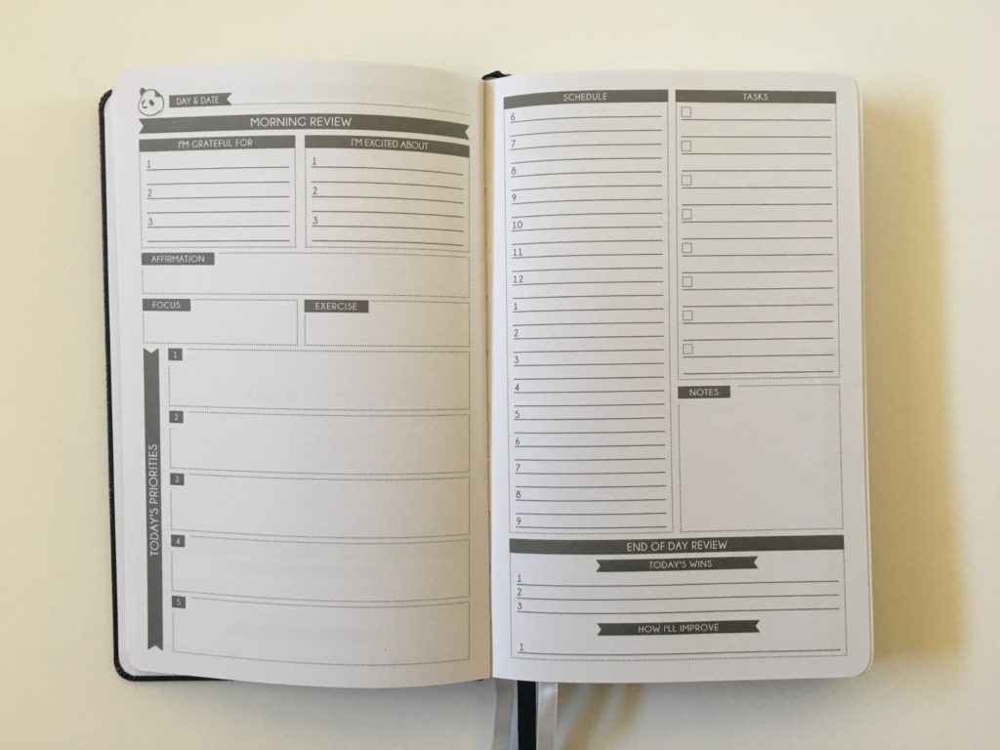 DAY & DATE
MORNING REVIEW
I'M GRATEFUL FOR
1
2
3
I'M EXCITED ABOUT
1
2
3
AFFIRMATION
FOCUS
EXERCISE
TODAY'S PRIORITIES
1
2
3
4
5
SCHEDULE
6
7
8
9
10
11
12
1
2
3
4
5
6
7
8
9
TASKS
NOTES
END OF DAY REVIEW
TODAY'S WINS
1
2
3
HOW I'LL IMPROVE
1